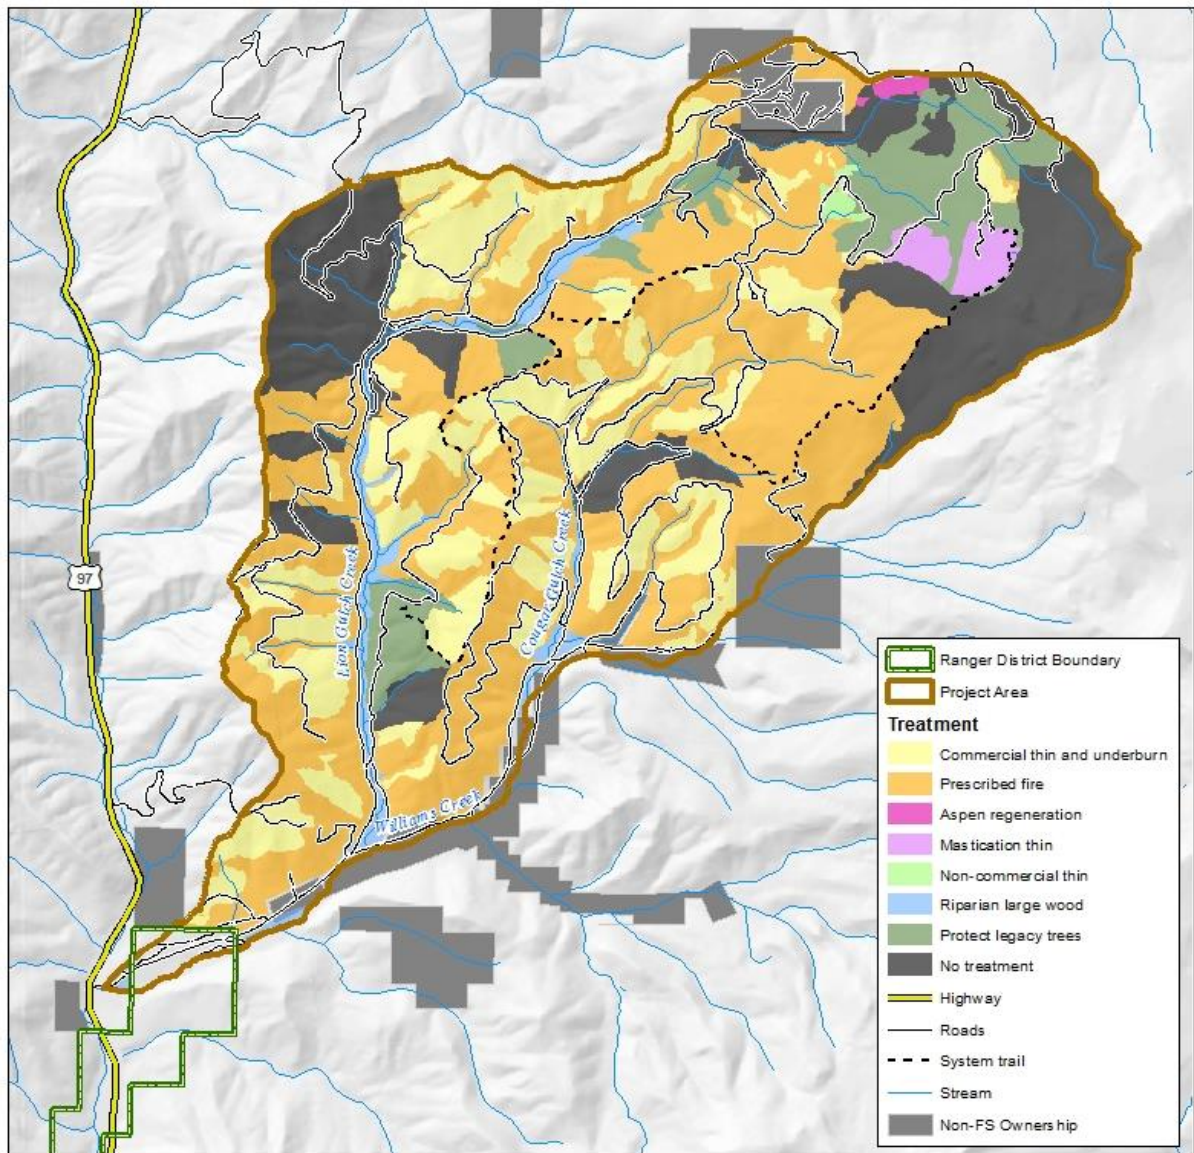 97
Lion Gulch Creek
Cougar Gulch Creek
Williams Creek
Ranger District Boundary
Project Area
Treatment
Commercial thin and underburn
Prescribed fire
Aspen regeneration
Mastication thin
Non-commercial thin
Riparian large wood
Protect legacy trees
No treatment
Highway
Roads
System trail
Stream
Non-FS Ownership